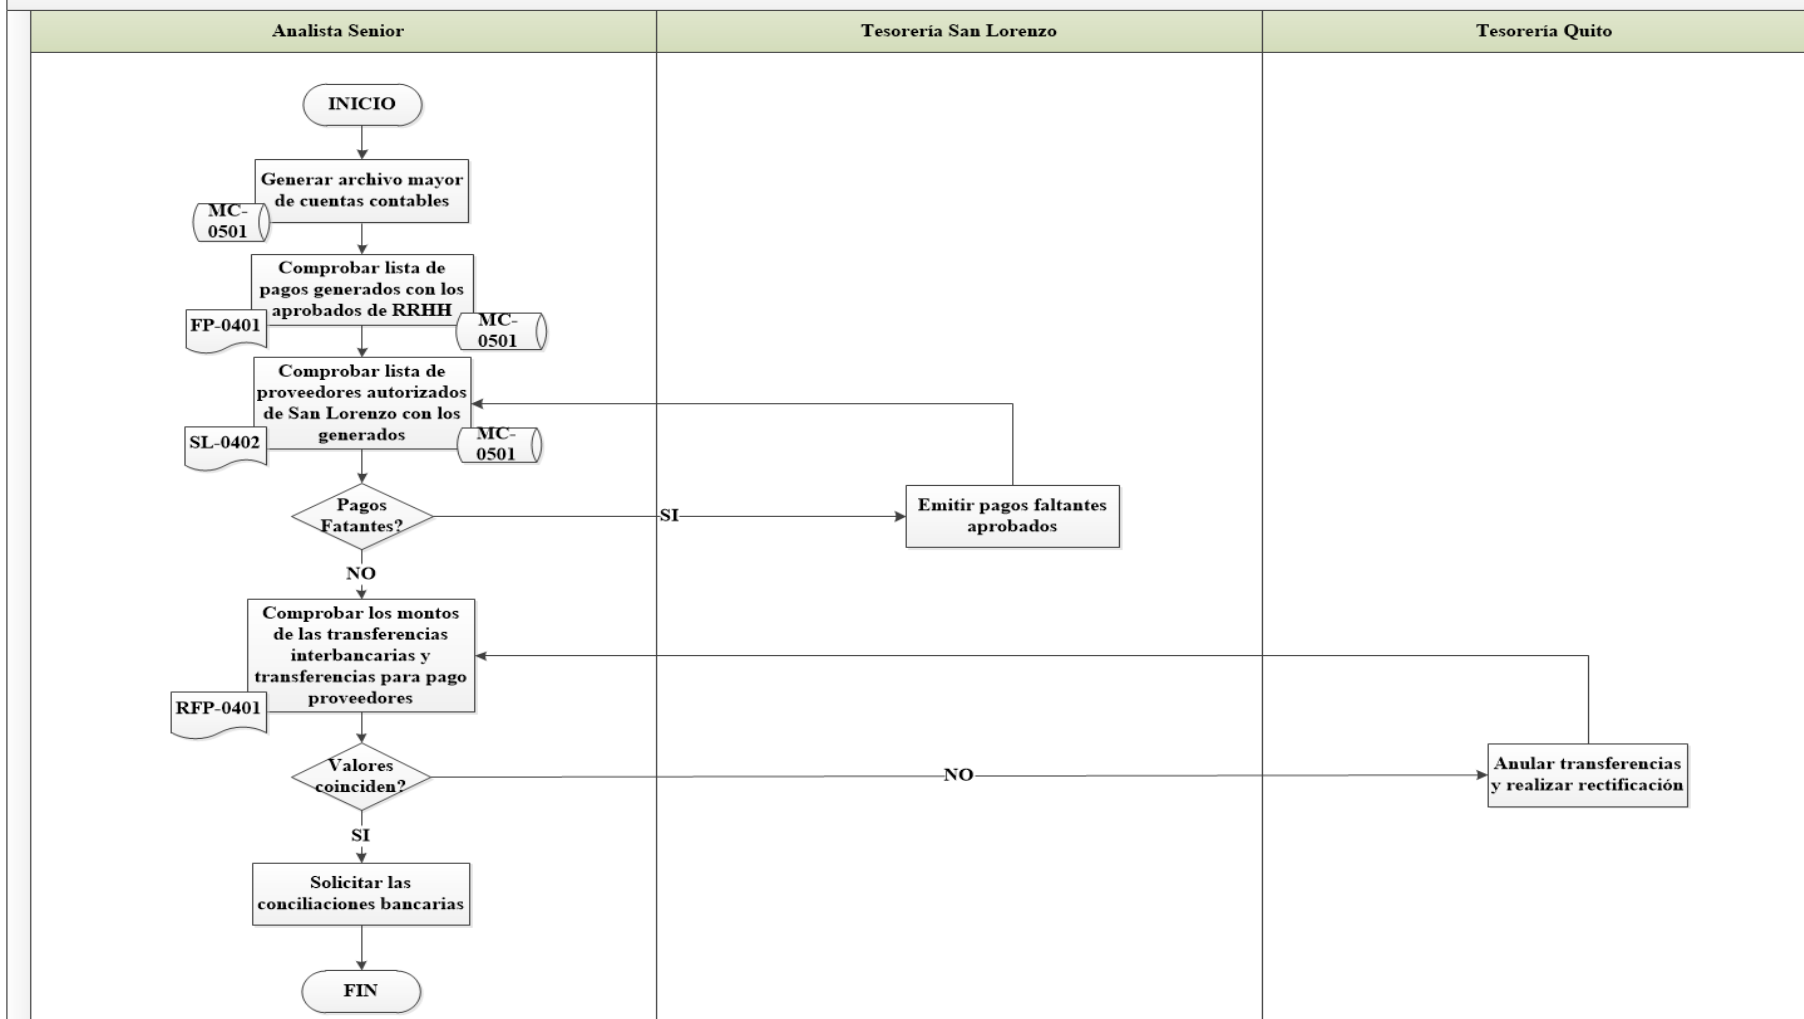 Analista Senior
Tesorería San Lorenzo
Tesorería Quito
INICIO
Generar archivo mayor
de cuentas contables
MC-
0501
Comprobar lista de
pagos generados con los
aprobados de RRHH
FP-0401
MC-
0501
Comprobar lista de
proveedores autorizados
de San Lorenzo con los
generados
SL-0402
MC-
0501
Pagos
Fatantes?
SI
Emitir pagos faltantes
aprobados
NO
Comprobar los montos
de las transferencias
interbancarias y
transferencias para pago
proveedores
RFP-0401
Valores
coinciden?
NO
Anular transferencias
y realizar rectificación
SI
Solicitar las
conciliaciones bancarias
FIN